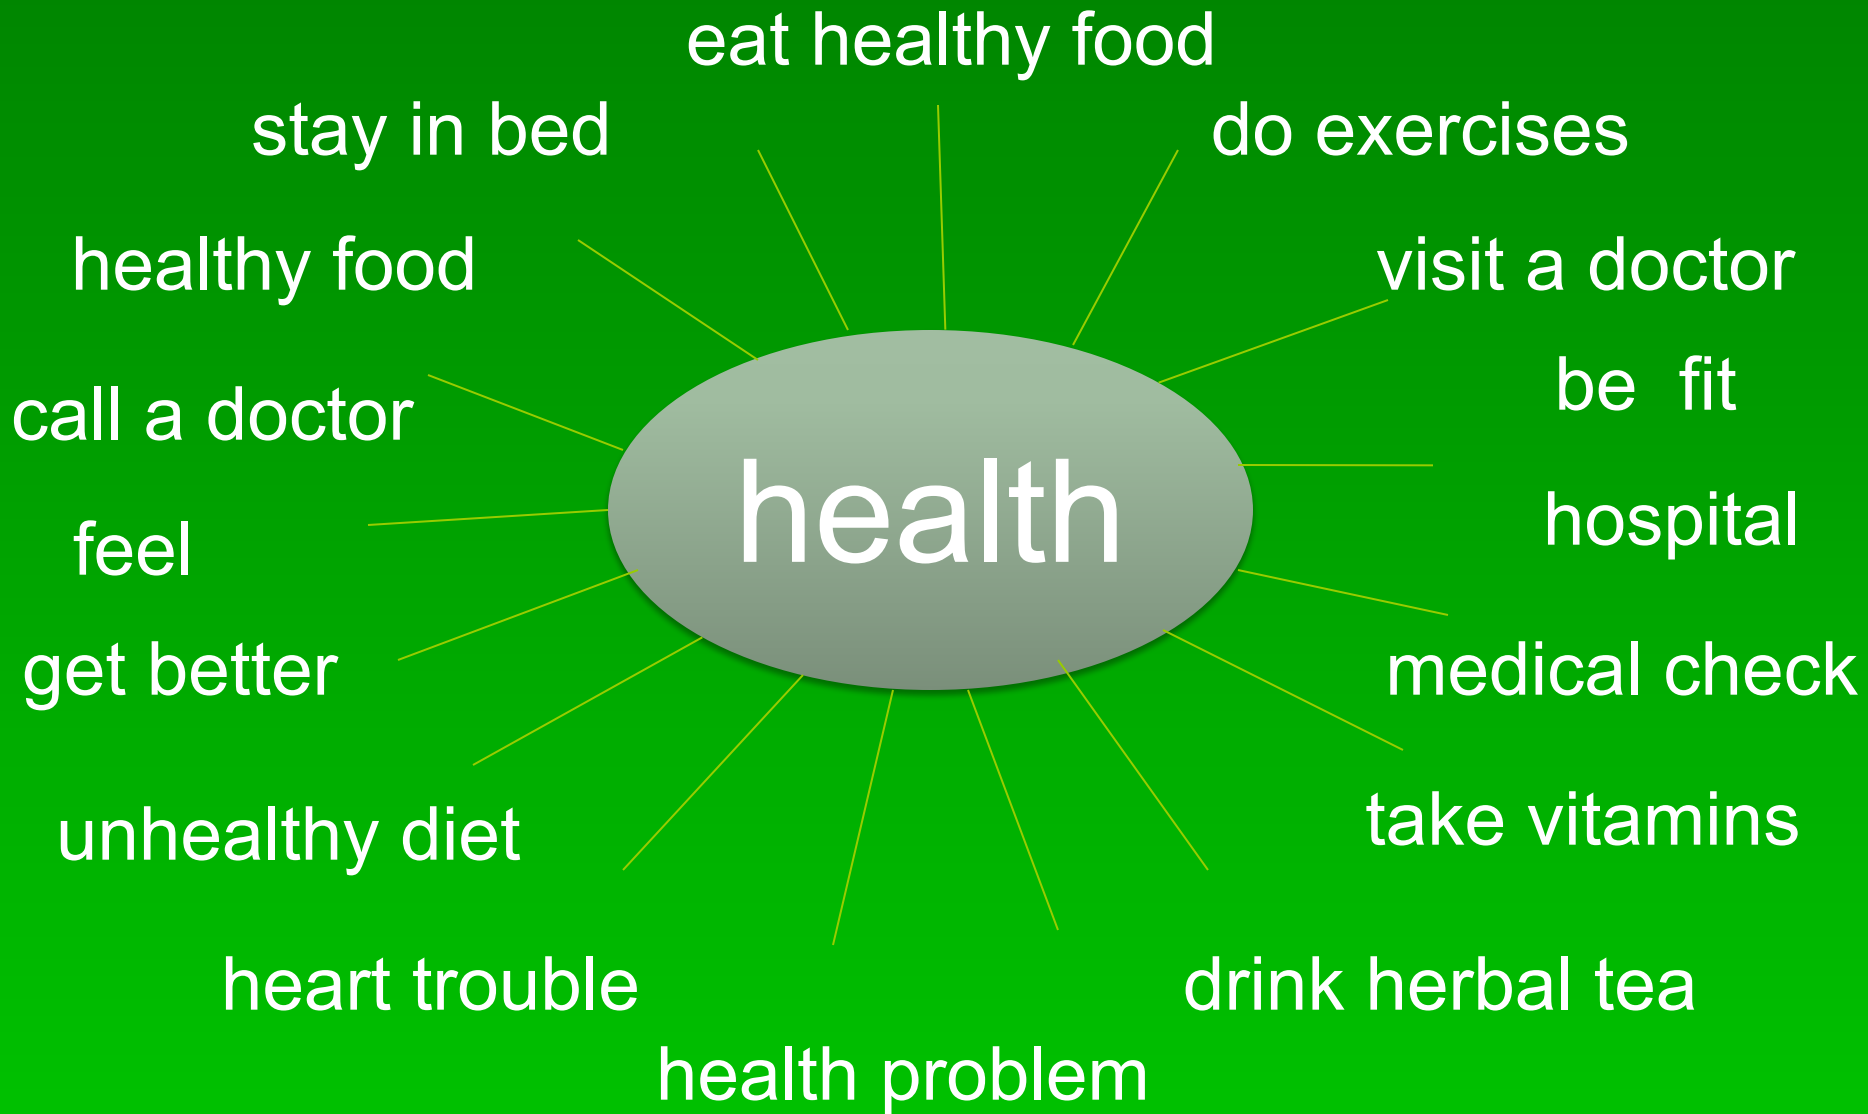 eat healthy food
stay in bed
do exercises
healthy food
visit a doctor
be fit
call a doctor
health
hospital
feel
get better
medical check
unhealthy diet
take vitamins
heart trouble
drink herbal tea
health problem